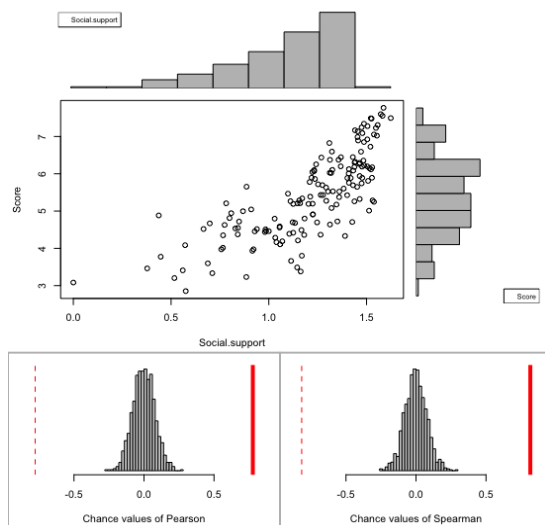 Social.support
Score
7
6
5
4
3
0.0 0.5 1.0 1.5
Social.support
Score
-0.5 0.0 0.5
Chance values of Pearson
-0.5 0.0 0.5
Chance values of Spearman